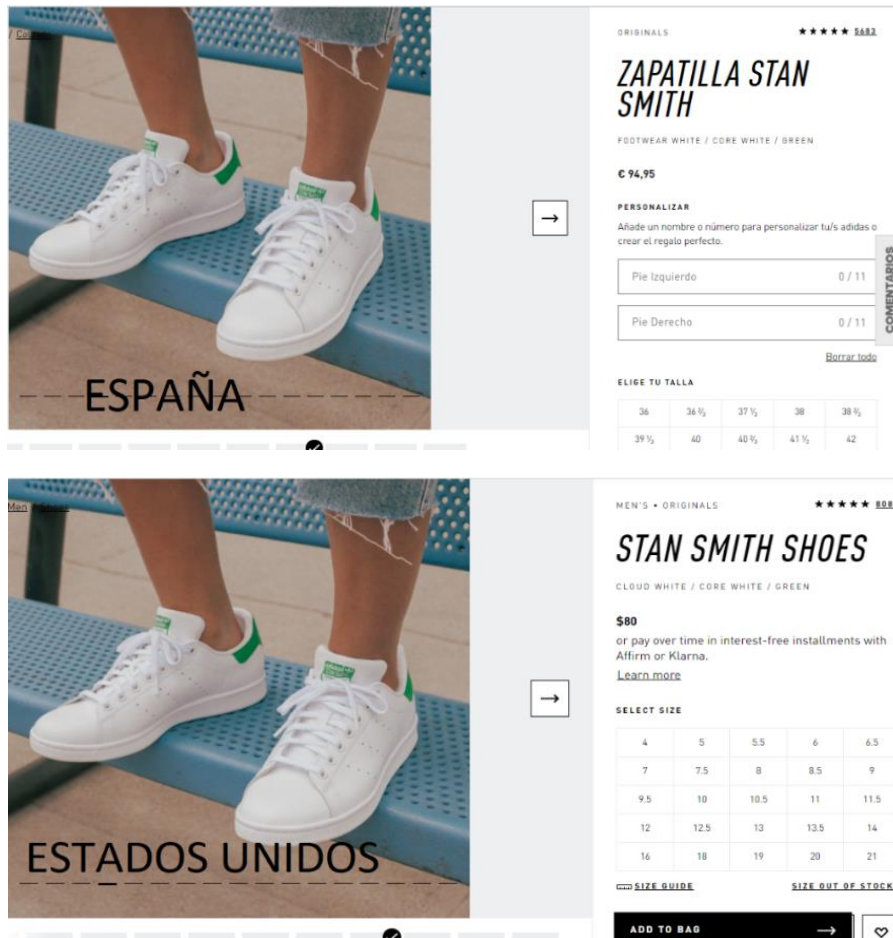 ORIGINALS
★★★★★ 5683
ZAPATILLA STAN
SMITH
FOOTWEAR WHITE / CORE WHITE / GREEN
€ 94,95
PERSONALIZAR
Añade un nombre o número para personalizar tu/s adidas o
crear el regalo perfecto.
Pie Izquierdo 0 / 11
Pie Derecho 0 / 11
Borrar todo
COMENTARIOS
ELIGE TU TALLA
36 36 ⅔ 37 ⅓ 38 38 ⅔
39 ⅓ 40 40 ⅔ 41 ⅓ 42
ESPAÑA
Men / Shoes
MEN'S • ORIGINALS
★★★★★ 808
STAN SMITH SHOES
CLOUD WHITE / CORE WHITE / GREEN
$80
or pay over time in interest-free installments with
Affirm or Klarna.
Learn more
SELECT SIZE
4 5 5.5 6 6.5
7 7.5 8 8.5 9
9.5 10 10.5 11 11.5
12 12.5 13 13.5 14
16 18 19 20 21
SIZE GUIDE
SIZE OUT OF STOCK
ADD TO BAG
ESTADOS UNIDOS